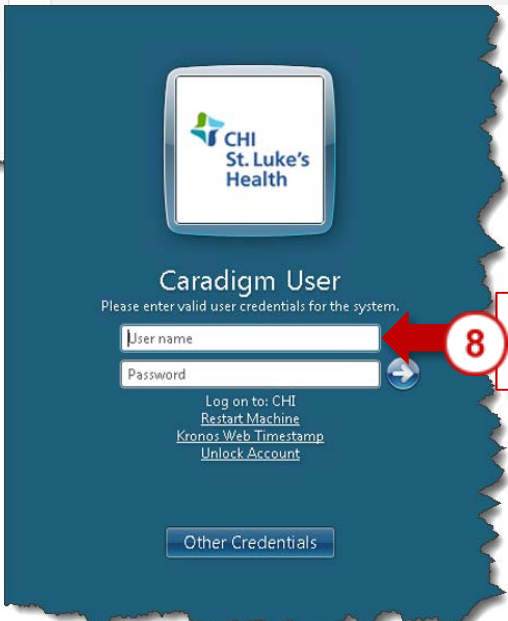 CHI
St. Luke's
Health
Caradigm User
Please enter valid user credentials for the system.
User name
8
Password
Log on to: CHI
Restart Machine
Kronos Web Timestamp
Unlock Account
Other Credentials